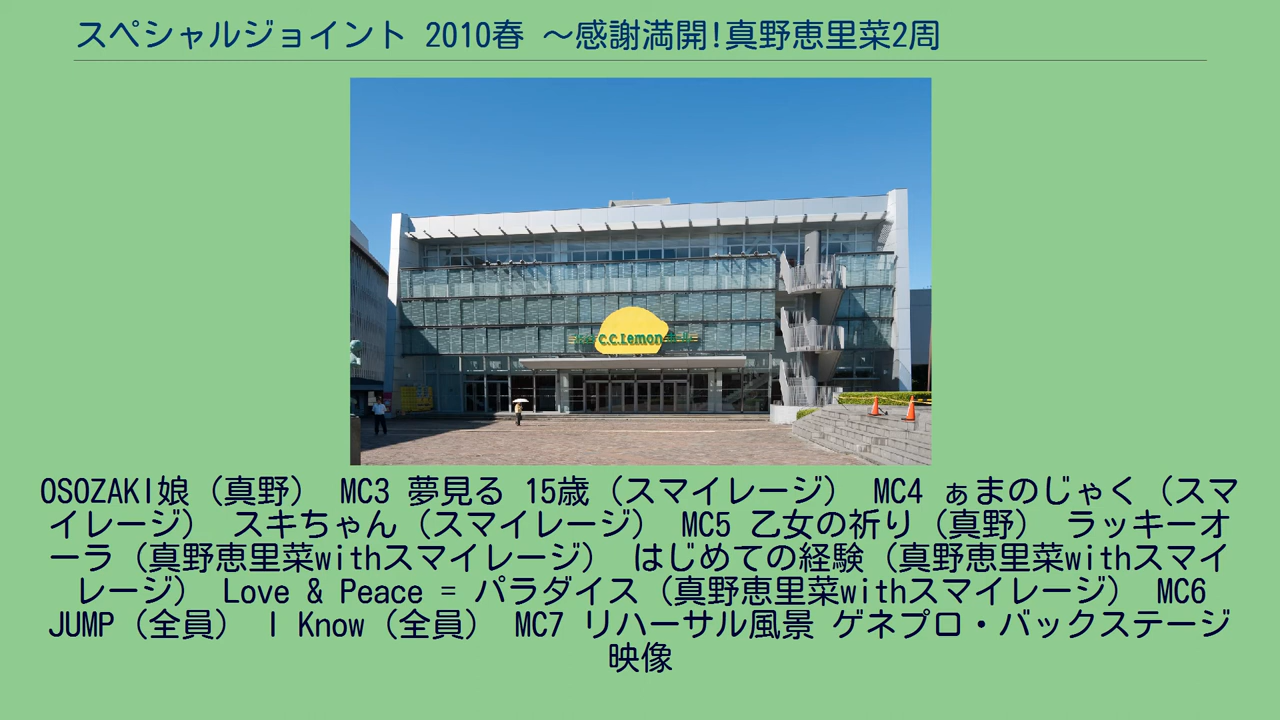 スペシャルジョイント 2010春 ～感謝満開!真野恵里菜2周
C.C.Lemon
OSOZAKI娘（真野） MC3 夢見る 15歳（スマイレージ） MC4 ぁまのじゃく（スマ
イレージ） スキちゃん（スマイレージ） MC5 乙女の祈り（真野） ラッキーオ
ーラ（真野恵里菜withスマイレージ） はじめての経験（真野恵里菜withスマイ
レージ） Love & Peace = パラダイス（真野恵里菜withスマイレージ） MC6
JUMP（全員） I Know（全員） MC7 リハーサル風景 ゲネプロ・バックステージ
映像